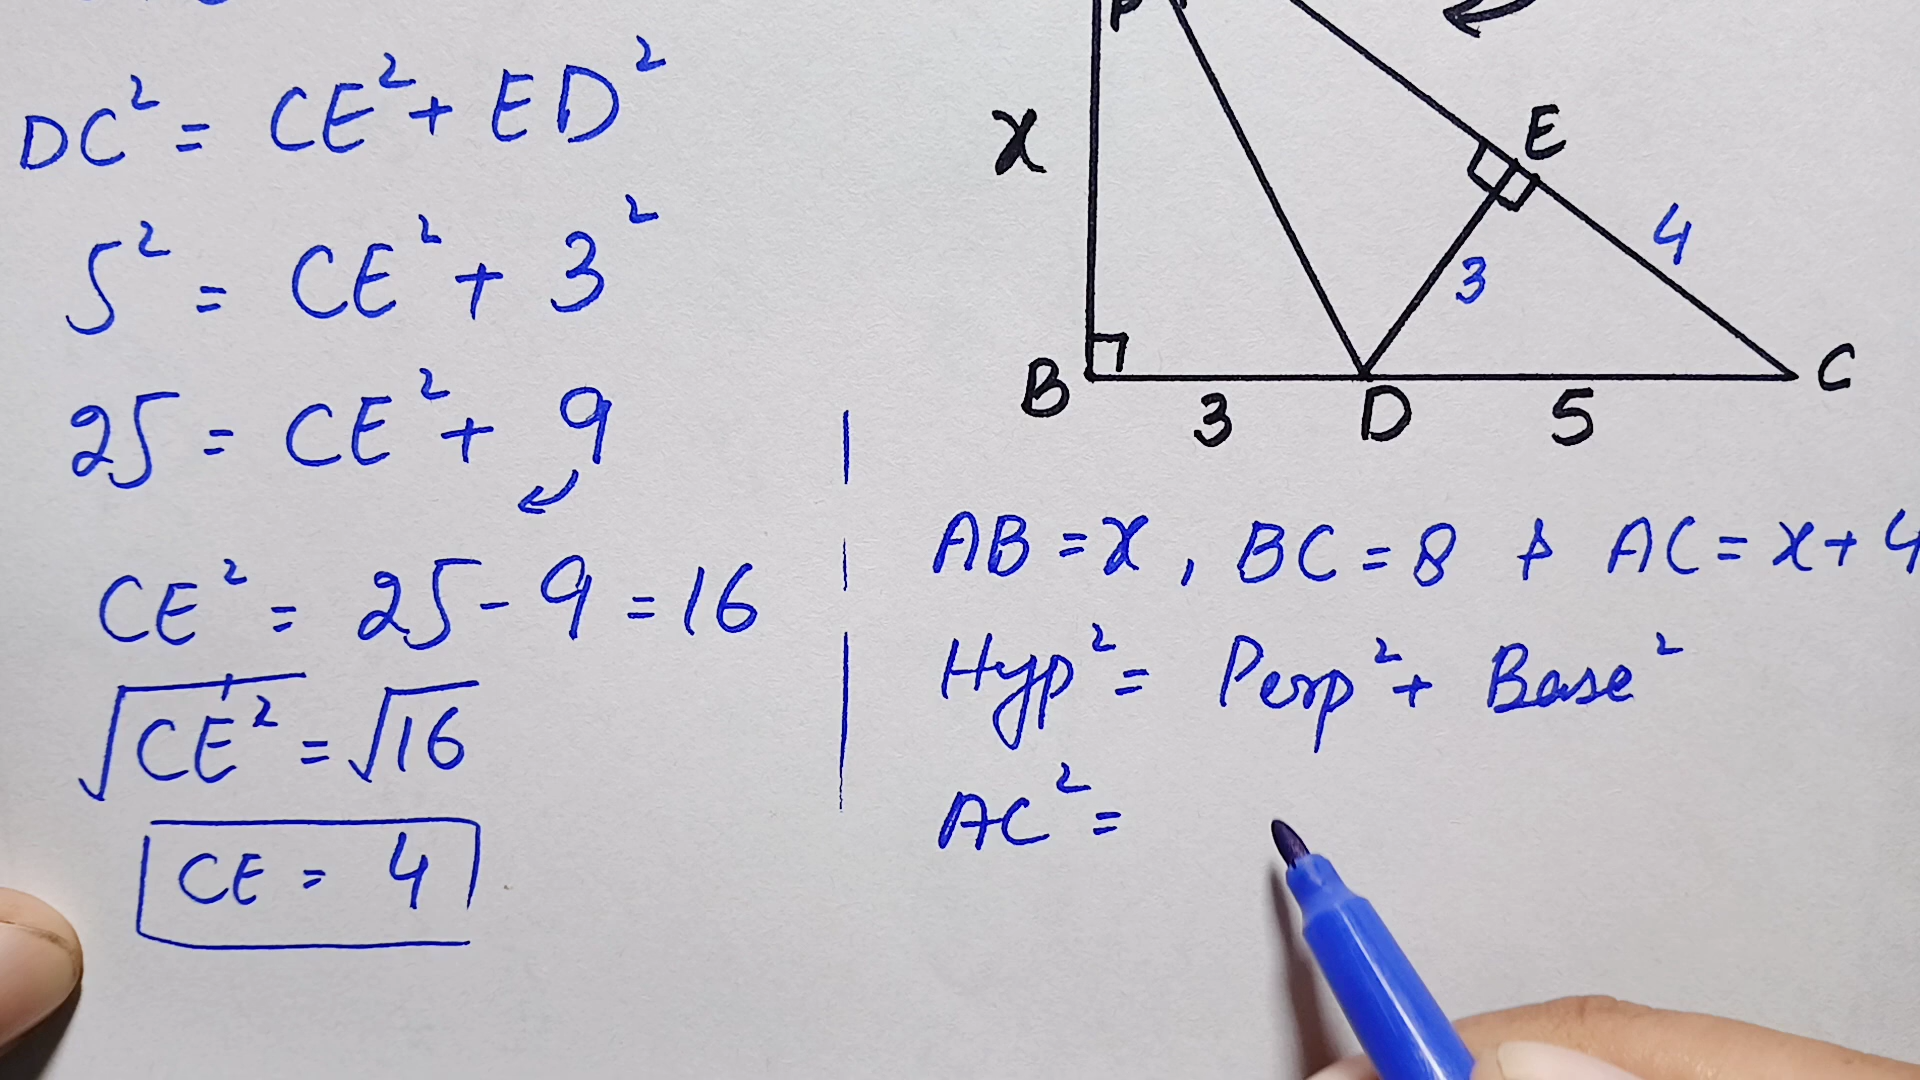 DC² = CE² + ED²
5² = CE² + 3²
25 = CE² + 9
CE² = 25 - 9 = 16
√CE² = √16
CE = 4
x
E
4
3
B
3
D
5
C
AB = x, BC = 8 & AC = x + 4
Hyp² = Perp² + Base²
AC² =